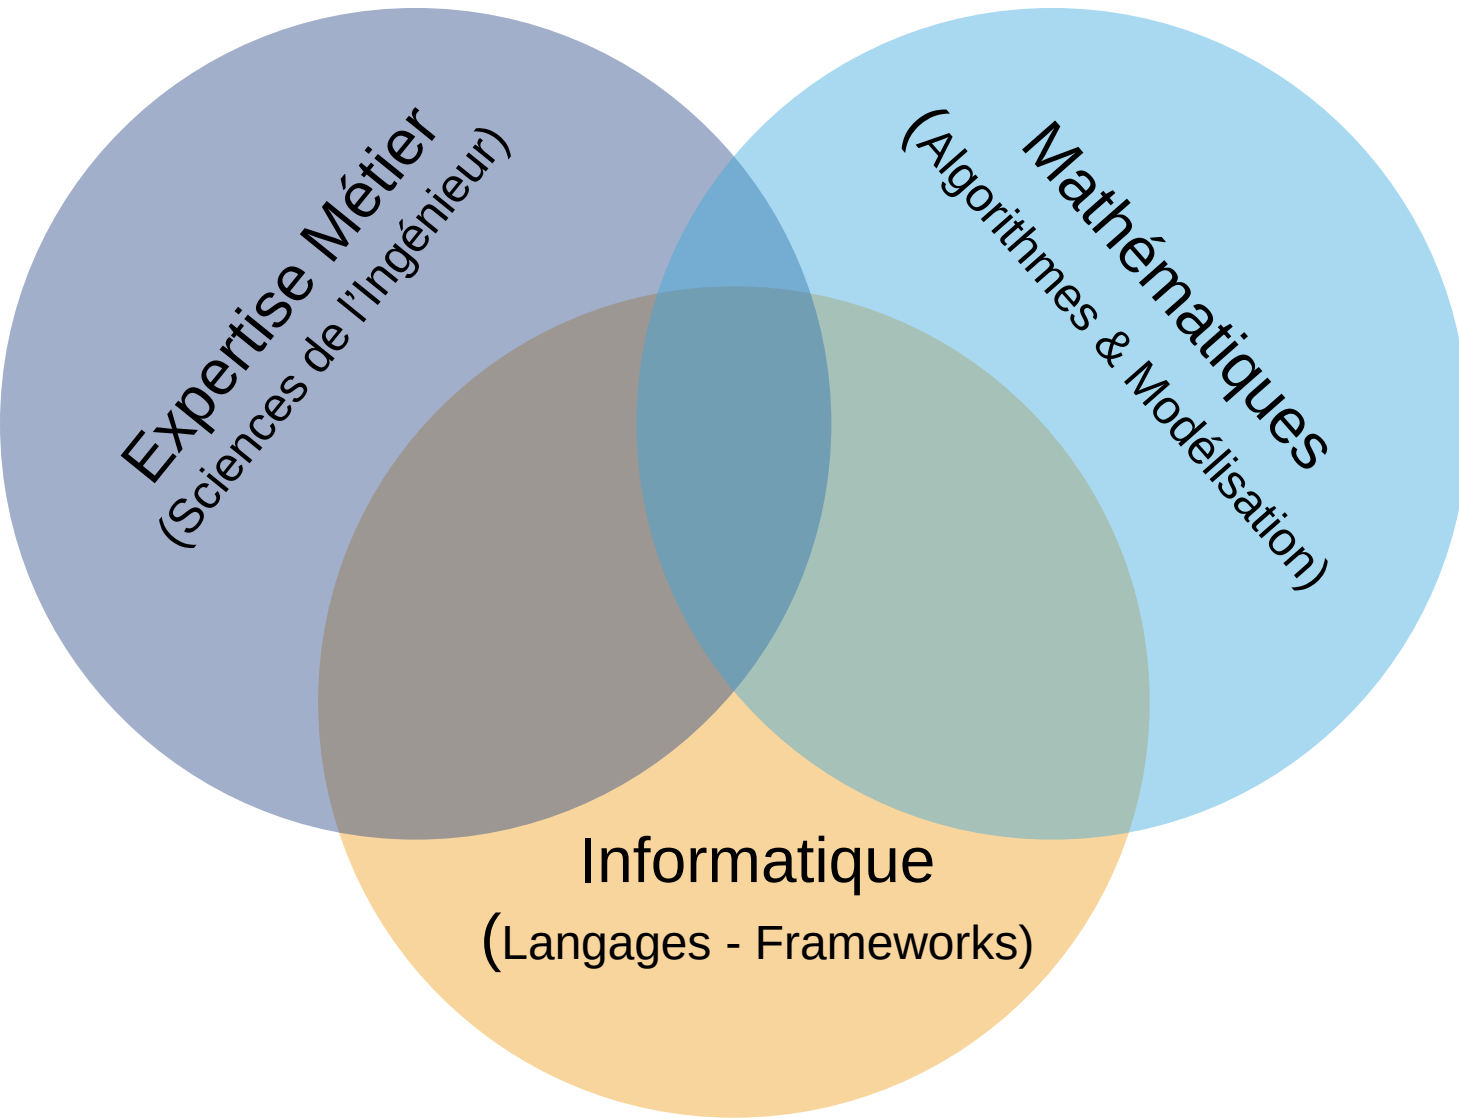 Expertise Métier
(Sciences de l'Ingénieur)
Mathématiques
(Algorithmes & Modélisation)
Informatique
(Langages - Frameworks)